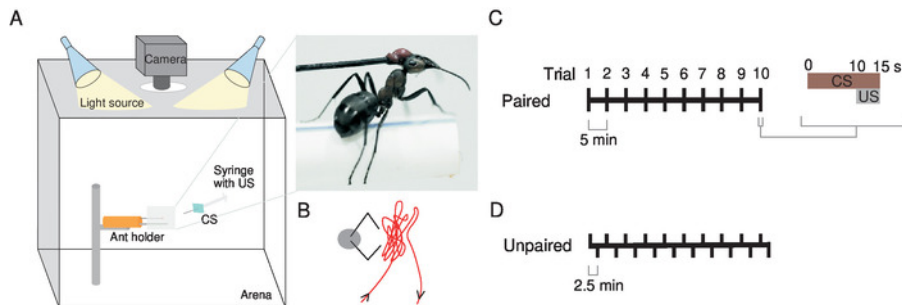 A
Camera
Light source
Syringe
with US
CS
Ant holder
Arena
B
C
Trial
1 2 3 4 5 6 7 8 9 10
Paired
5 min
0 10 15 s
CS
US
D
Unpaired
2.5 min